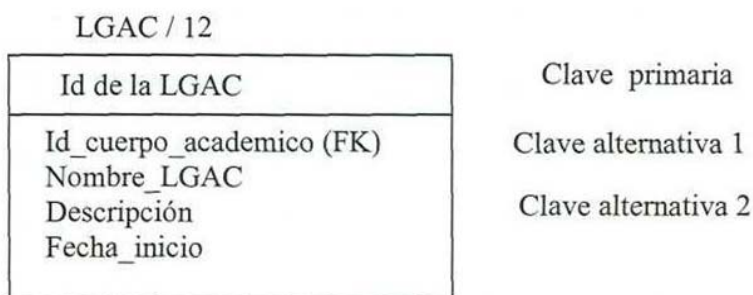 LGAC / 12
Id de la LGAC
Clave primaria
Id_cuerpo_academico (FK)
Clave alternativa 1
Nombre_LGAC
Descripción
Clave alternativa 2
Fecha_inicio